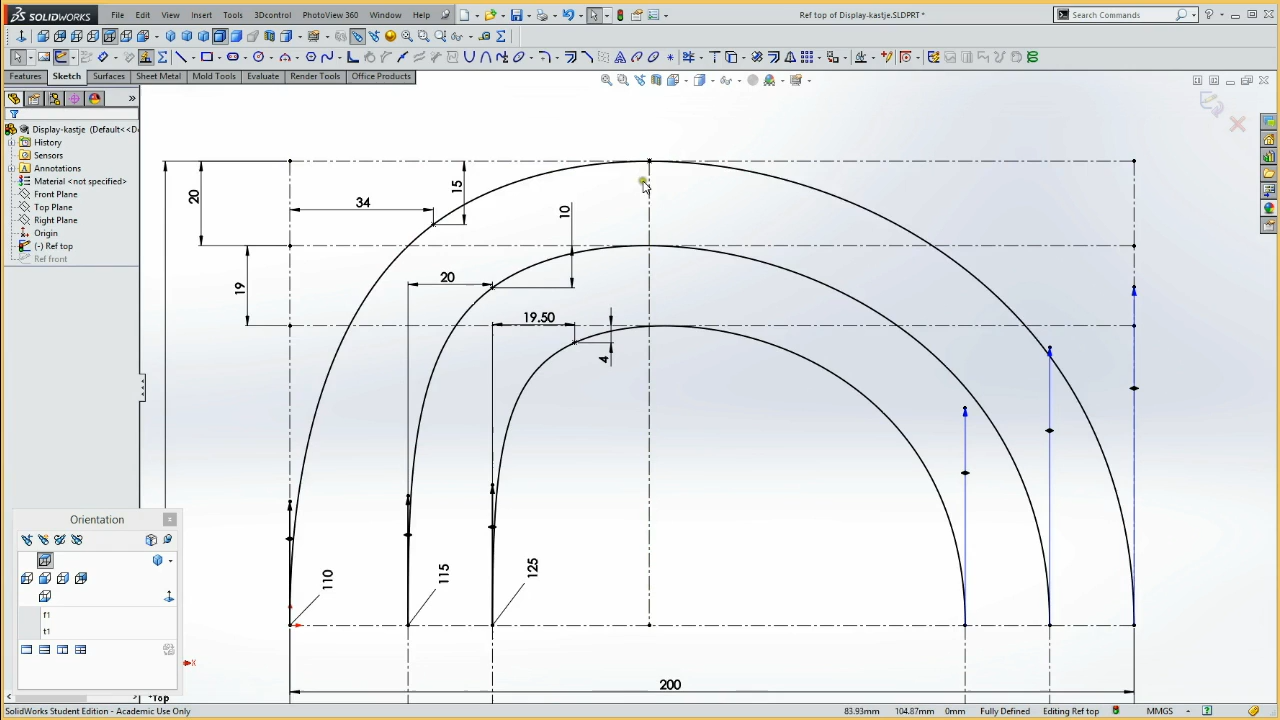 SOLIDWORKS
File Edit View Insert Tools 3Dcontrol PhotoView 360 Window Help
Ref top of Display-kastje.SLDPRT *
Search Commands
Features Sketch Surfaces Sheet Metal Mold Tools Evaluate Render Tools Office Products
Display-kastje (Default<<D
History
Sensors
Annotations
Material <not specified>
Front Plane
Top Plane
Right Plane
Origin
(-) Ref top
Ref front
20
34
15
10
19
20
19.50
4
110
115
125
200
Orientation
f1
t1
X
*Top
SolidWorks Student Edition - Academic Use Only
83.93mm 104.87mm 0mm Fully Defined Editing Ref top MMGS